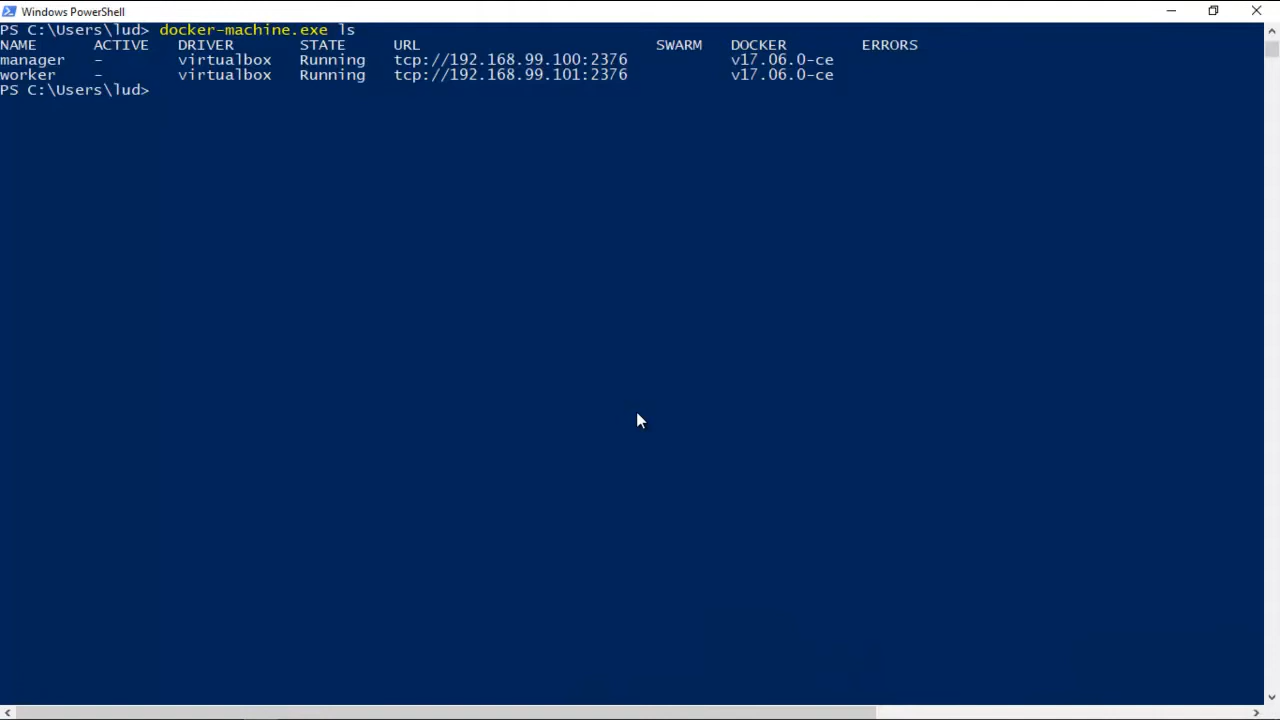 Windows PowerShell
PS C:\Users\lud> docker-machine.exe ls
NAME ACTIVE DRIVER STATE URL SWARM DOCKER ERRORS
manager - virtualbox Running tcp://192.168.99.100:2376 v17.06.0-ce
worker - virtualbox Running tcp://192.168.99.101:2376 v17.06.0-ce
PS C:\Users\lud>